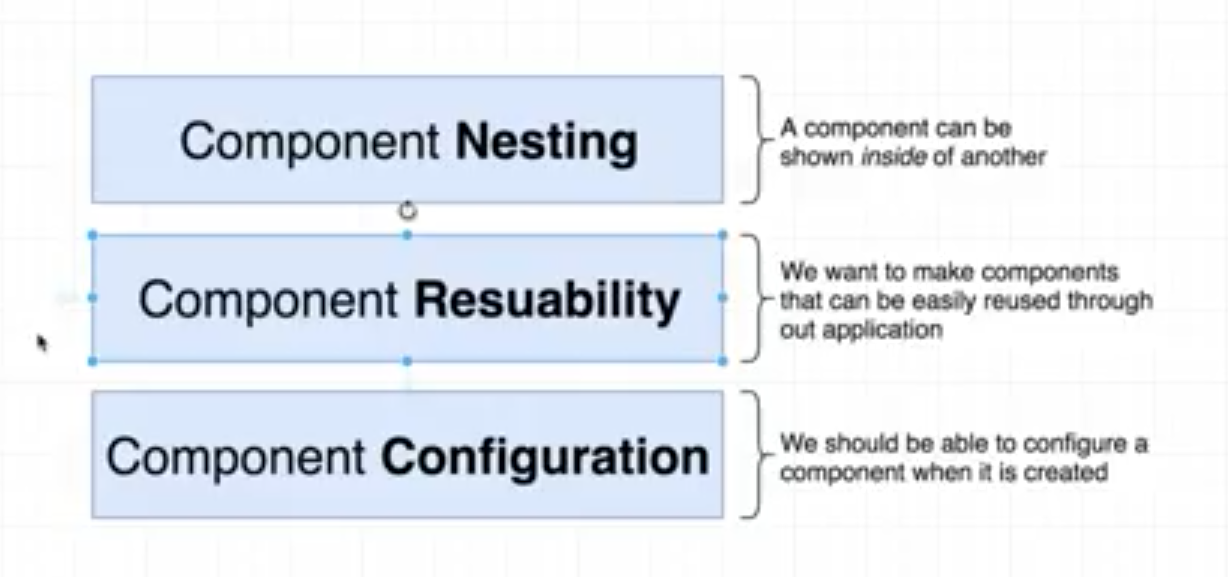 Component Nesting
A component can be
shown inside of another
Component Resuability
We want to make components
that can be easily reused through
out application
Component Configuration
We should be able to configure a
component when it is created